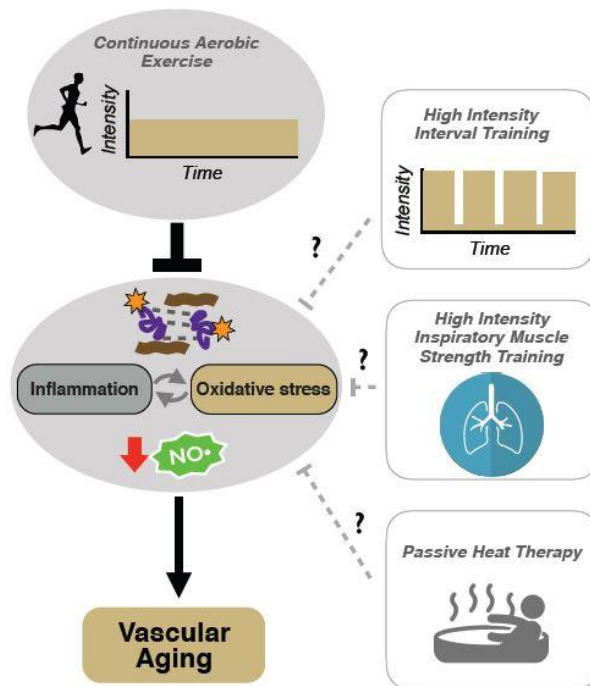 Continuous Aerobic
Exercise
Intensity
Time
High Intensity
Interval Training
Intensity
Time
?
High Intensity
Inspiratory Muscle
Strength Training
?
Inflammation
Oxidative stress
NO•
?
Passive Heat Therapy
Vascular
Aging